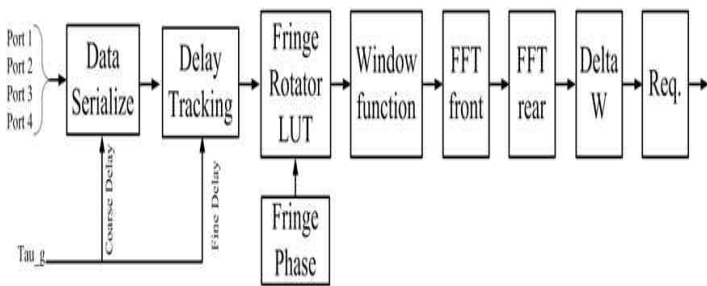 Port 1
Port 2
Port 3
Port 4
Data
Serialize
Delay
Tracking
Fringe
Rotator
LUT
Window
function
FFT
front
FFT
rear
Delta
W
Req.
Coarse Delay
Fine Delay
Fringe
Phase
Tau_g